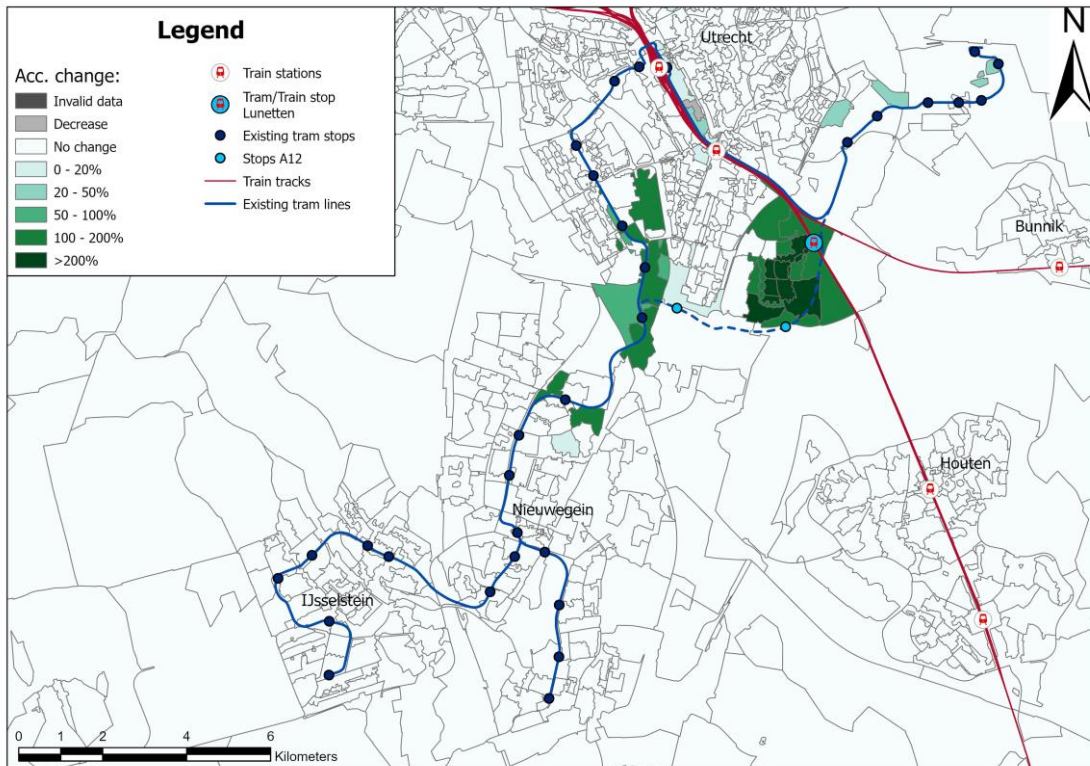 Legend
Acc. change:
Invalid data
Decrease
No change
0 - 20%
20 - 50%
50 - 100%
100 - 200%
>200%
Train stations
Tram/Train stop
Lunetten
Existing tram stops
Stops A12
Train tracks
Existing tram lines
Utrecht
N
Bunnik
Houten
Nieuwegein
IJsselstein
0 1 2 4 6
Kilometers